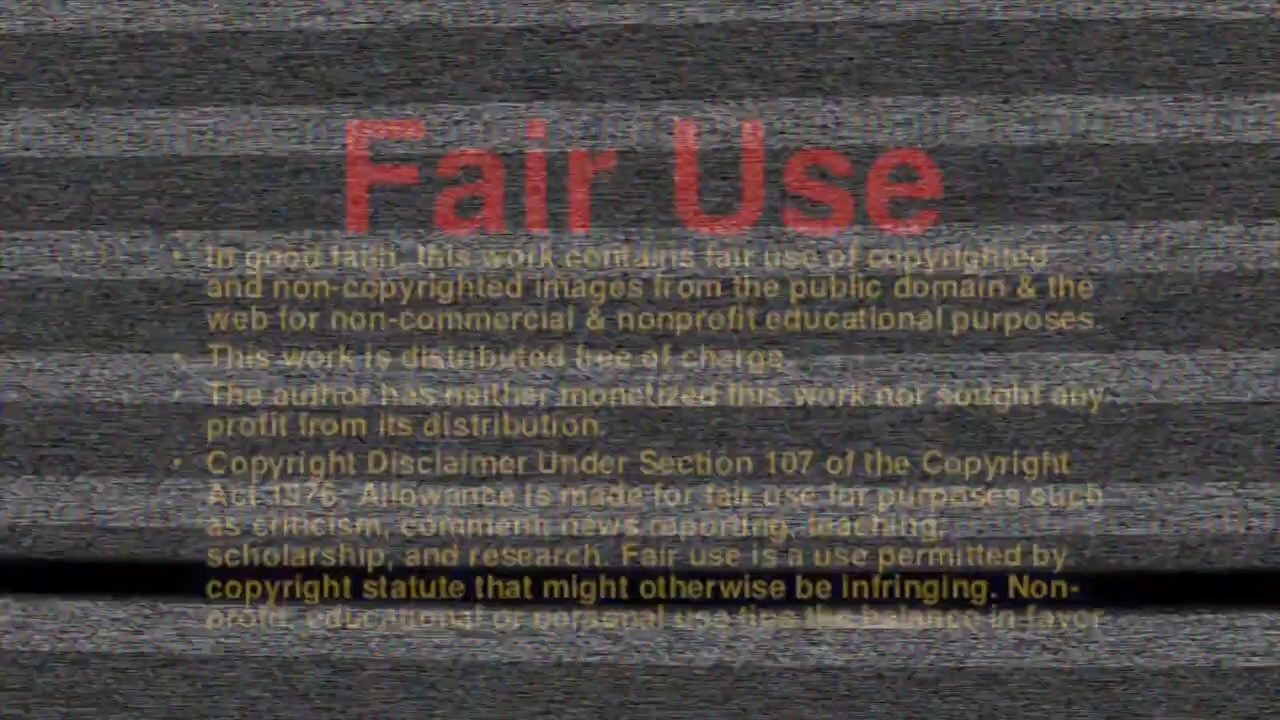 Fair Use
• In good faith, this work contains fair use of copyrighted
and non-copyrighted images from the public domain & the
web for non-commercial & nonprofit educational purposes.
• This work is distributed free of charge.
• The author has neither monetized this work nor sought any
profit from its distribution.
• Copyright Disclaimer Under Section 107 of the Copyright
Act 1976: Allowance is made for fair use for purposes such
as criticism, comment, news reporting, teaching,
scholarship, and research. Fair use is a use permitted by
copyright statute that might otherwise be infringing. Non-
profit, educational or personal use tips the balance in favor